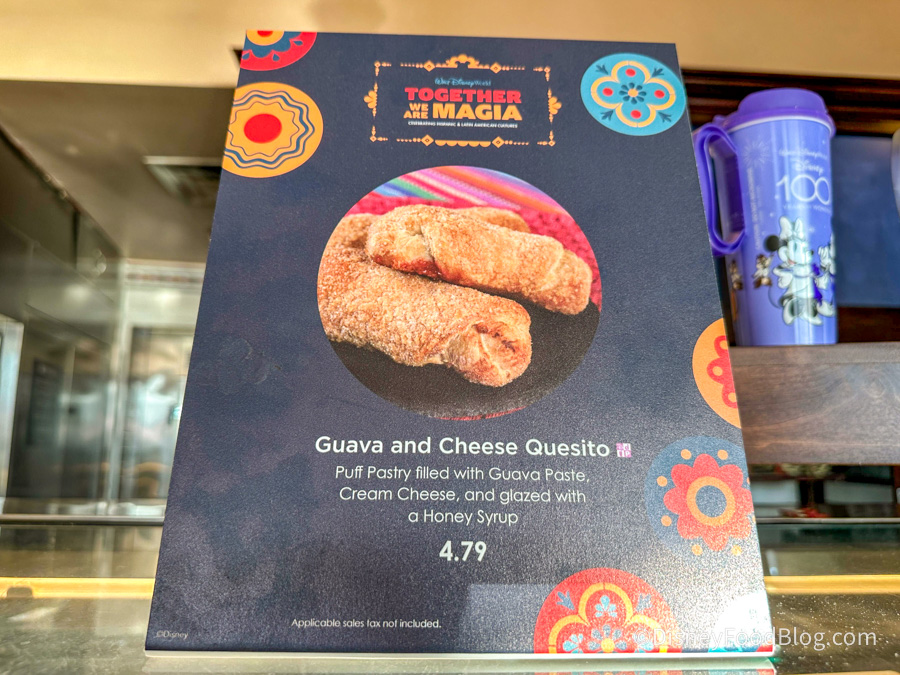 Walt Disney World
TOGETHER
WE ARE MAGIA
CELEBRATING HISPANIC & LATIN AMERICAN CULTURES
Disney
100
Guava and Cheese Quesito
Puff Pastry filled with Guava Paste,
Cream Cheese, and glazed with
a Honey Syrup
4.79
Applicable sales tax not included.
©Disney
©DisneyFoodBlog.com